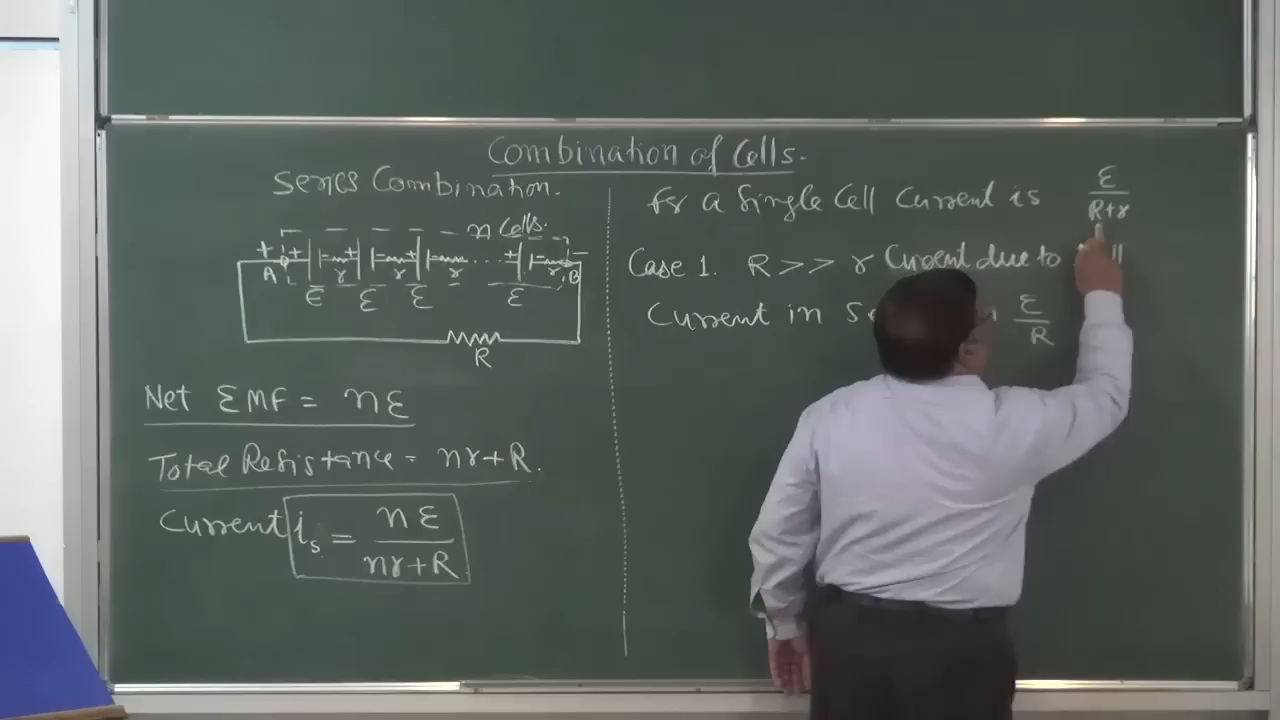 Combination of Cells.
Series Combination.
n Cells.
+ + + + + + −
A r r r r B
ε ε ε ε
R
Net EMF = nε
Total Resistance = nr+R.
Current i_s = nε / nr+R
For a Single Cell Current is ε / R+r
Case 1. R >> r Current due to
Current in ε / R